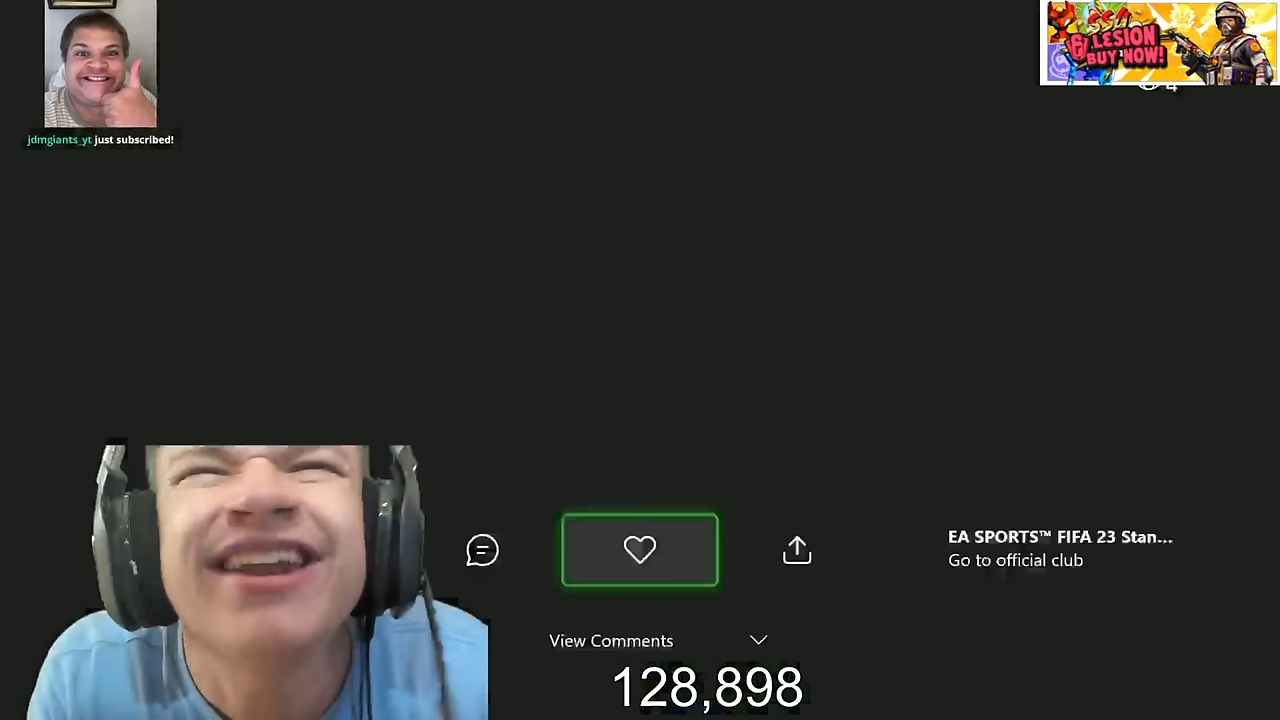 LESION
BUY NOW!
4
jdmgiants_yt just subscribed!
EA SPORTS™ FIFA 23 Stan...
Go to official club
View Comments
128,898